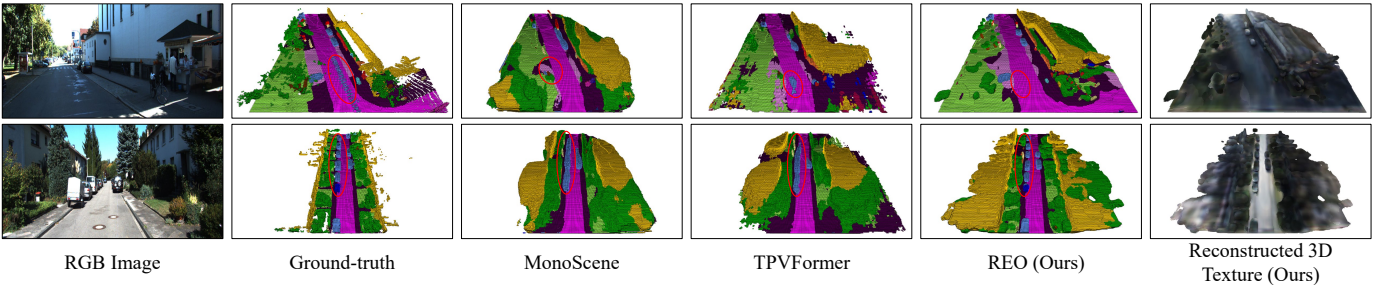 RGB Image
Ground-truth
MonoScene
TPVFormer
REO (Ours)
Reconstructed 3D
Texture (Ours)